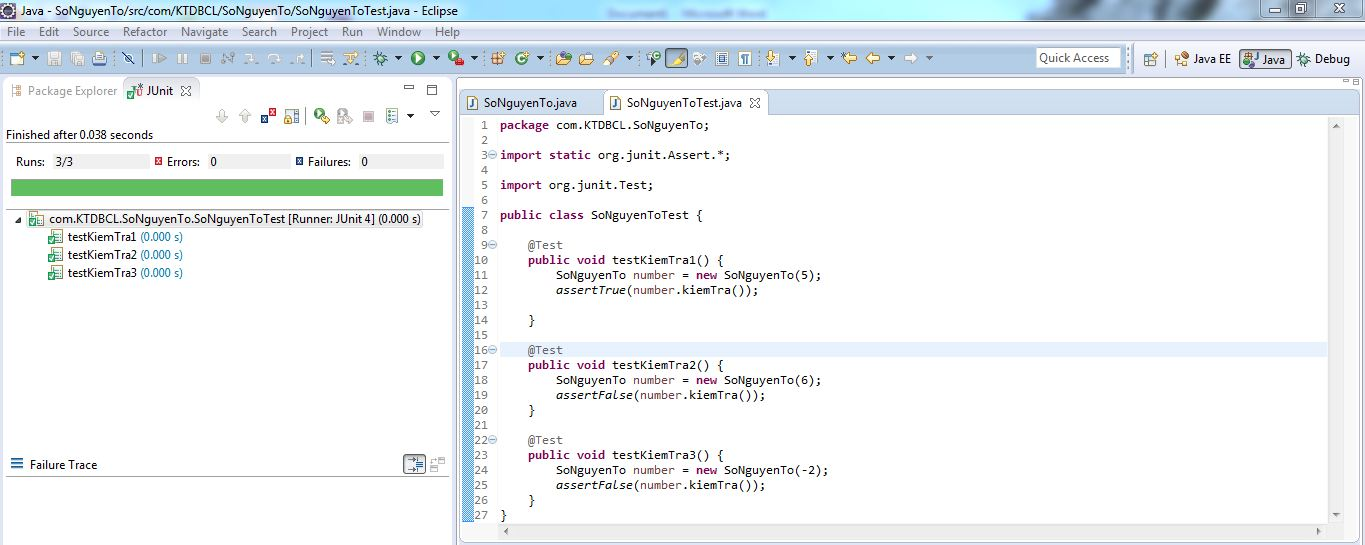 Java - SoNguyenTo/src/com/KTDBCL/SoNguyenTo/SoNguyenToTest.java - Eclipse
File Edit Source Refactor Navigate Search Project Run Window Help
Quick Access Java EE Java Debug
Package Explorer JUnit
Finished after 0.038 seconds
Runs: 3/3 Errors: 0 Failures: 0
com.KTDBCL.SoNguyenTo.SoNguyenToTest [Runner: JUnit 4] (0.000 s)
testKiemTra1 (0.000 s)
testKiemTra2 (0.000 s)
testKiemTra3 (0.000 s)
Failure Trace
SoNguyenTo.java SoNguyenToTest.java
1 package com.KTDBCL.SoNguyenTo;
2
3 import static org.junit.Assert.*;
4
5 import org.junit.Test;
6
7 public class SoNguyenToTest {
8
9 @Test
10 public void testKiemTra1() {
11 SoNguyenTo number = new SoNguyenTo(5);
12 assertTrue(number.kiemTra());
13
14 }
15
16 @Test
17 public void testKiemTra2() {
18 SoNguyenTo number = new SoNguyenTo(6);
19 assertFalse(number.kiemTra());
20 }
21
22 @Test
23 public void testKiemTra3() {
24 SoNguyenTo number = new SoNguyenTo(-2);
25 assertFalse(number.kiemTra());
26 }
27 }